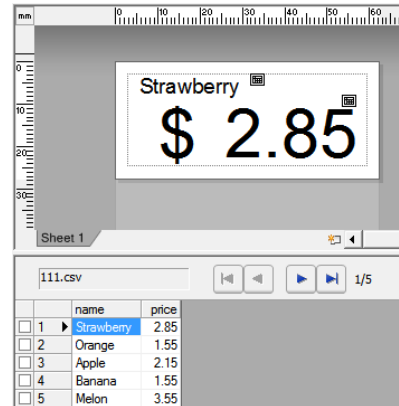 mm
0 10 20 30 40 50 60
0
10
20
30
Strawberry
$ 2.85
Sheet 1
111.csv
1/5
name price
1 Strawberry 2.85
2 Orange 1.55
3 Apple 2.15
4 Banana 1.55
5 Melon 3.55